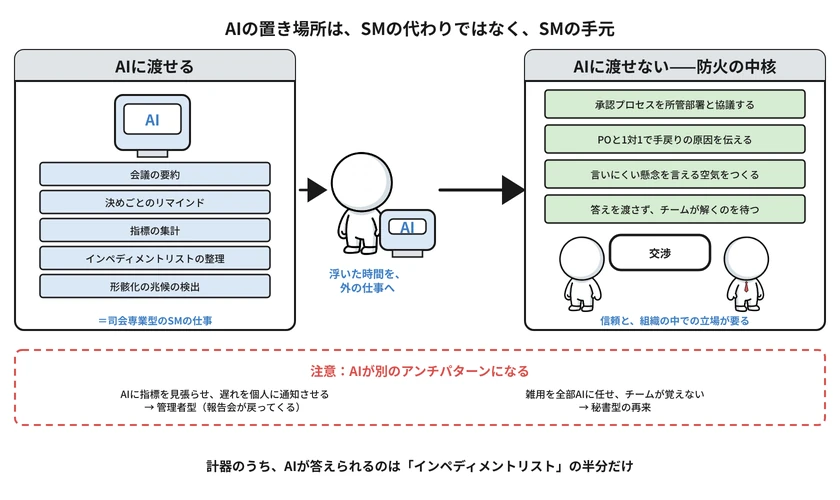 AIの置き場所は、SMの代わりではなく、SMの手元
AIに渡せる
AI
会議の要約
決めごとのリマインド
指標の集計
インペディメントリストの整理
形骸化の兆候の検出
＝司会専業型のSMの仕事
AI
浮いた時間を、
外の仕事へ
AIに渡せない——防火の中核
承認プロセスを所管部署と協議する
POと1対1で手戻りの原因を伝える
言いにくい懸念を言える空気をつくる
答えを渡さず、チームが解くのを待つ
交渉
信頼と、組織の中での立場が要る
注意：AIが別のアンチパターンになる
AIに指標を見張らせ、遅れを個人に通知させる
→ 管理者型（報告会が戻ってくる）
雑用を全部AIに任せ、チームが覚えない
→ 秘書型の再来
計器のうち、AIが答えられるのは「インペディメントリスト」の半分だけ